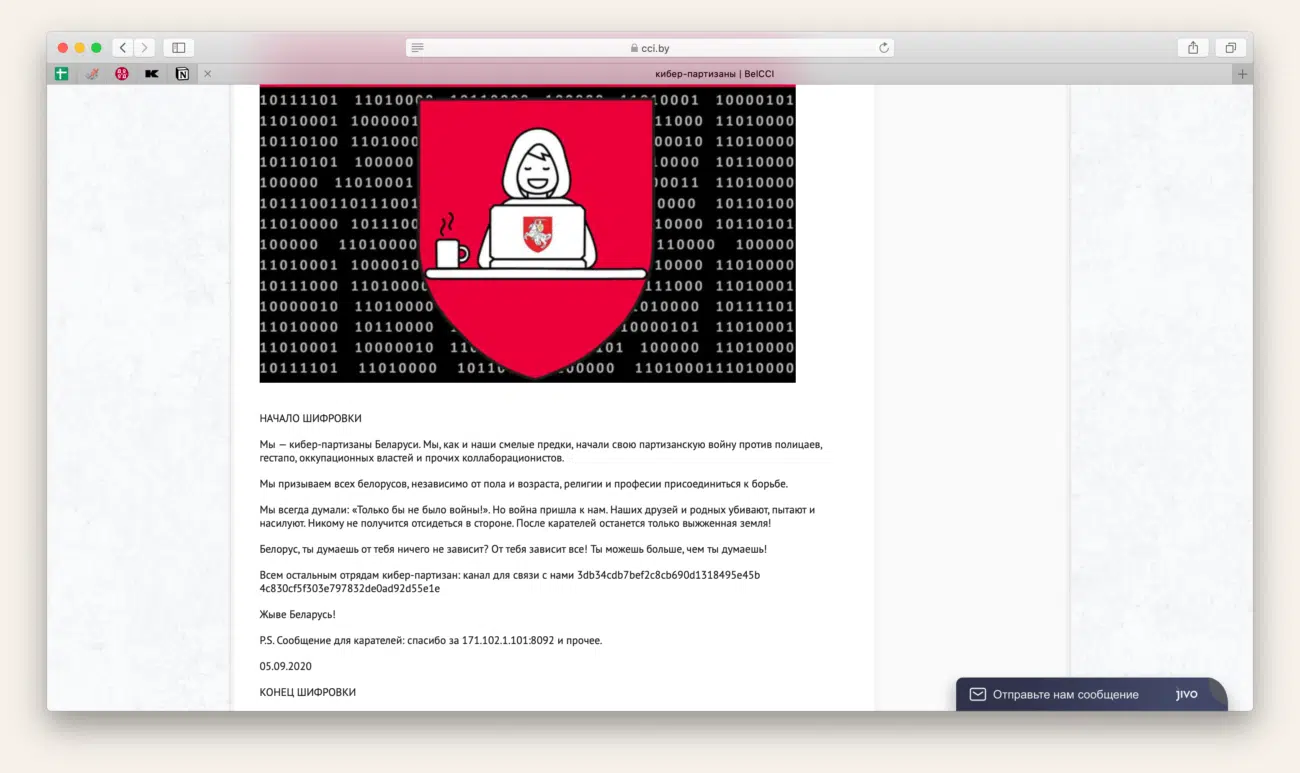 cci.by
кибер-партизаны | BelCCI
10111101 11010001 10000101
11010001 1000001 11000 11010000
10110100 110100 00010 10110000
10110101 100000 10000 10110000
100000 11010001 00011 11010000
101110011011100 0000 10110100
11010000 1011100 10000 10110101
100000 11010000 110000 100000
11010001 1000010 10000 11010000
10111000 1101000 111000 11010001
10000010 11010000 010000 10111101
11010000 10110000 10000101 11010001
11010001 10000010 11 101 100000 11010000
10111101 11010000 1011 00000 1101000111010000
НАЧАЛО ШИФРОВКИ
Мы — кибер-партизаны Беларуси. Мы, как и наши смелые предки, начали свою партизанскую войну против полицаев,
гестапо, оккупационных властей и прочих коллаборационистов.
Мы призываем всех белорусов, независимо от пола и возраста, религии и професии присоединиться к борьбе.
Мы всегда думали: «Только бы не было войны!». Но война пришла к нам. Наших друзей и родных убивают, пытают и
насилуют. Никому не получится отсидеться в стороне. После карателей останется только выжженная земля!
Белорус, ты думаешь от тебя ничего не зависит? От тебя зависит все! Ты можешь больше, чем ты думаешь!
Всем остальным отрядам кибер-партизан: канал для связи с нами 3db34cdb7bef2c8cb690d1318495e45b
4c830cf5f303e797832de0ad92d55e1e
Жыве Беларусь!
P.S. Сообщение для карателей: спасибо за 171.102.1.101:8092 и прочее.
05.09.2020
КОНЕЦ ШИФРОВКИ
Отправьте нам сообщение jivo